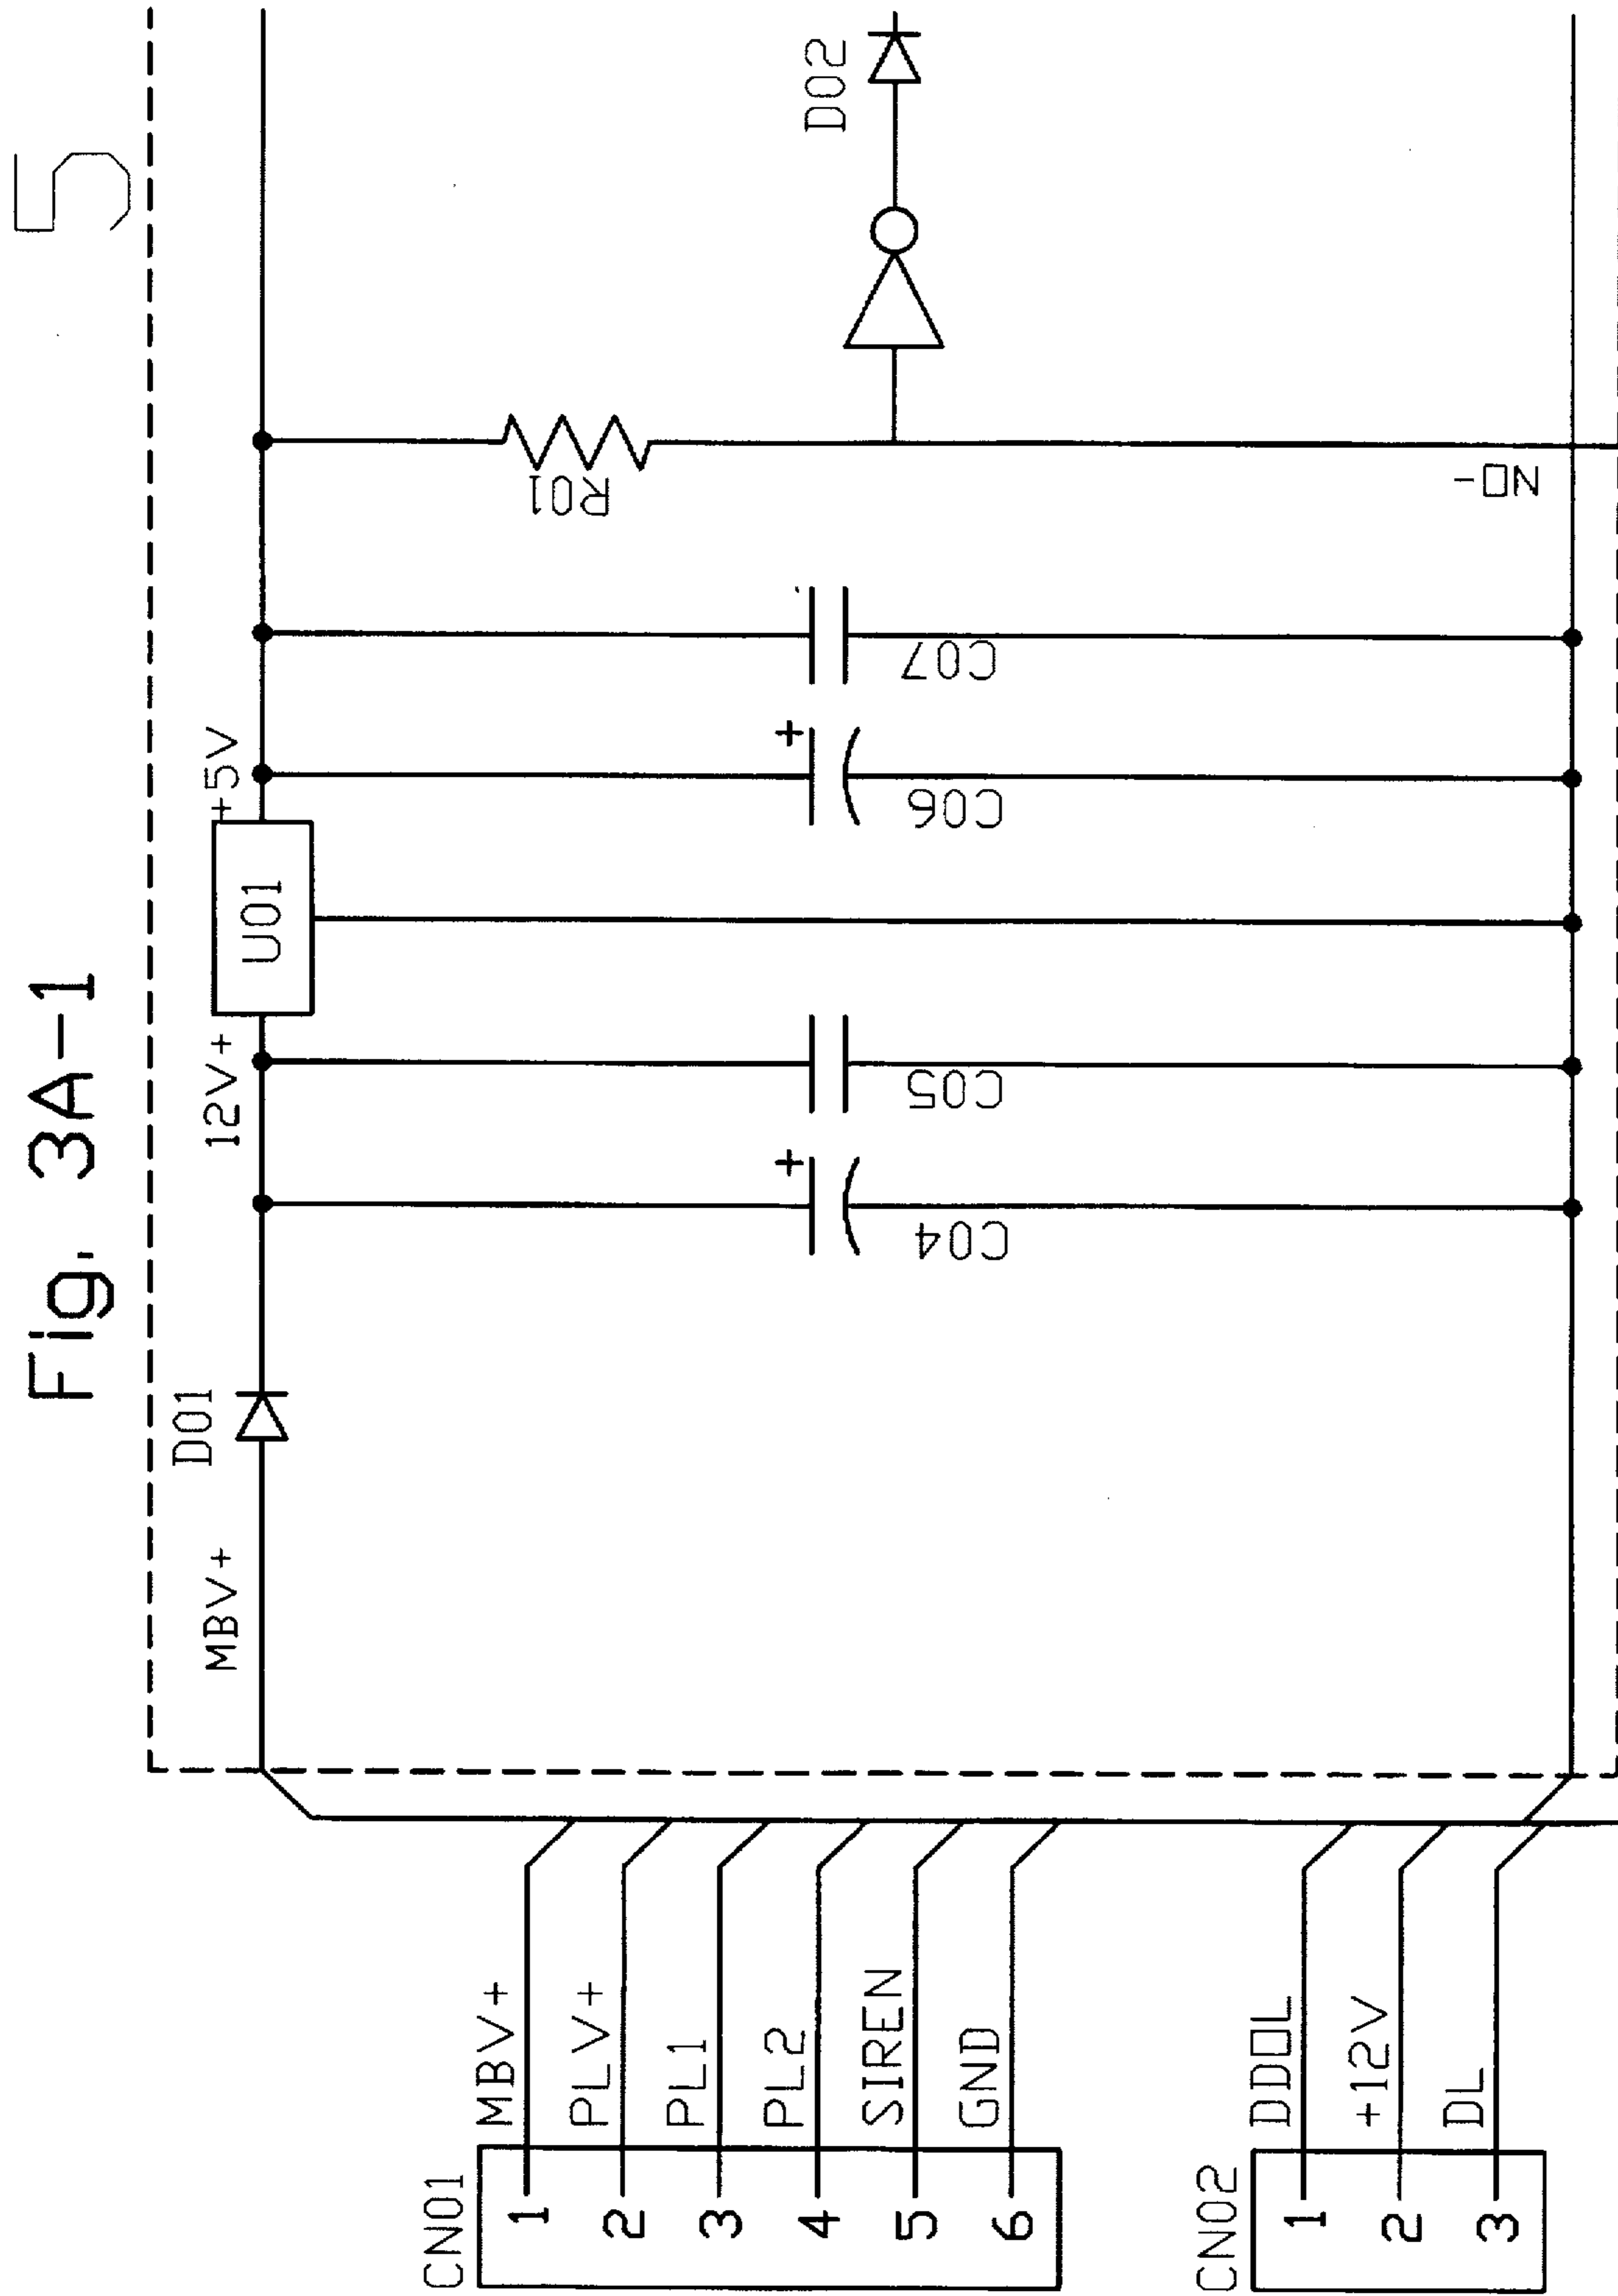 Fig. 3A-1
5
MBV+
D01
12V+
U01
+5V
C04
C05
C06
C07
R01
NO-
D02
CN01
1 MBV+
2 PLV+
3 PL1
4 PL2
5 SIREN
6 GND
CN02
1 DDOL
2 +12V
3 DL